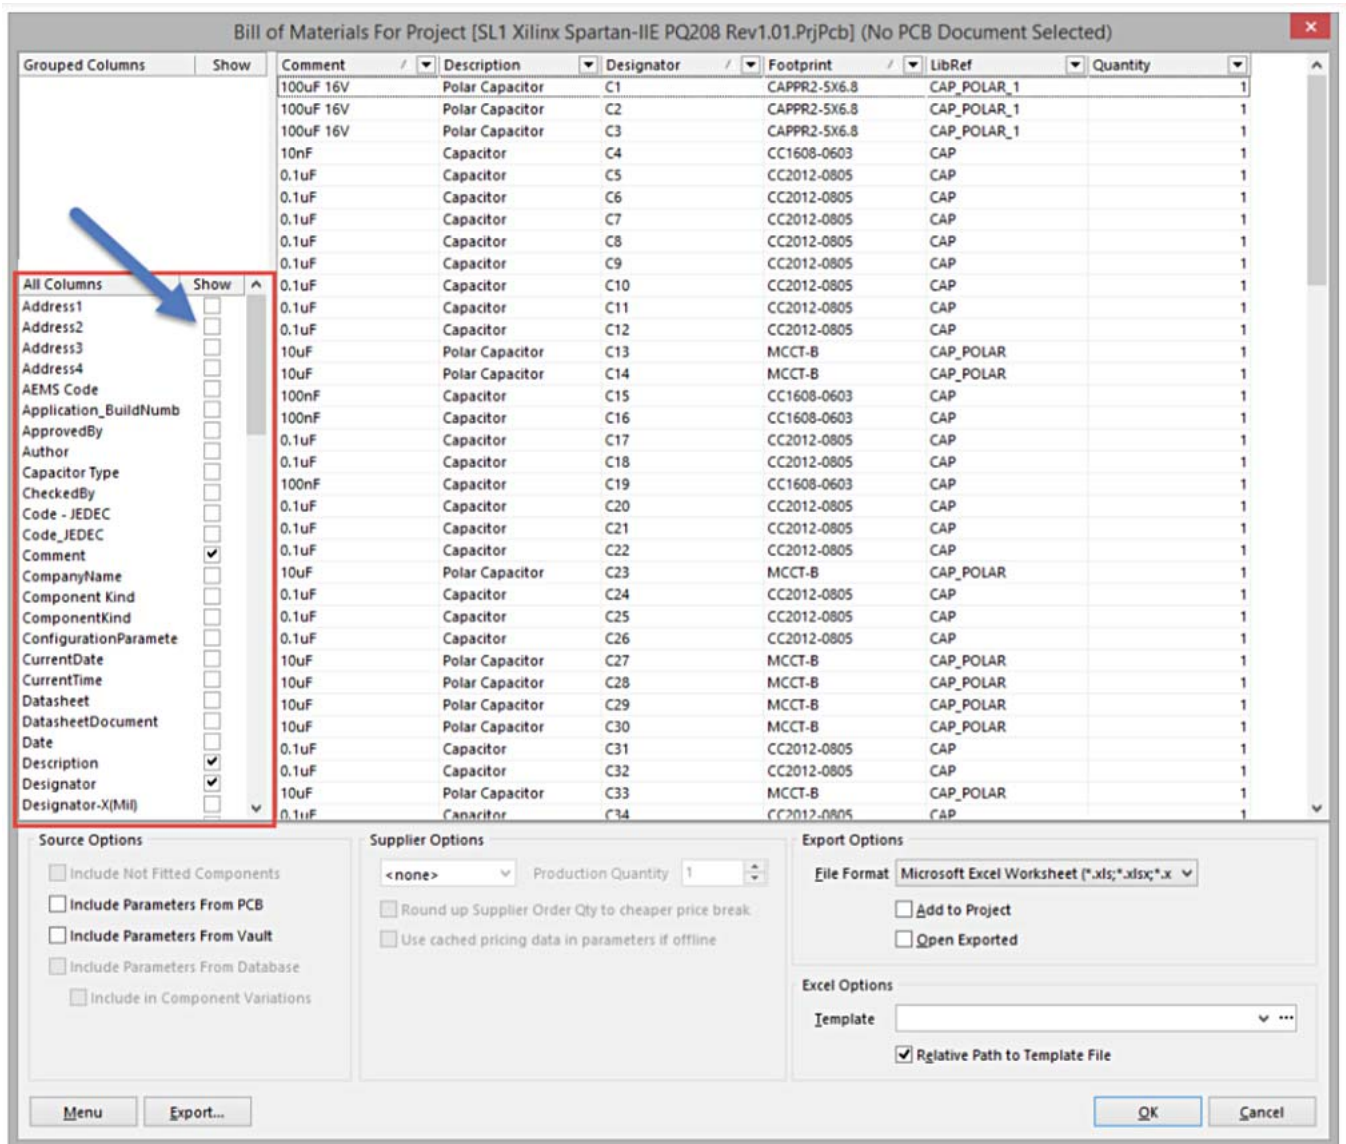 Bill of Materials For Project [SL1 Xilinx Spartan-IIE PQ208 Rev1.01.PrjPcb] (No PCB Document Selected)
Grouped Columns Show
Comment Description Designator Footprint LibRef Quantity
100uF 16V Polar Capacitor C1 CAPPR2-5X6.8 CAP_POLAR_1 1
100uF 16V Polar Capacitor C2 CAPPR2-5X6.8 CAP_POLAR_1 1
100uF 16V Polar Capacitor C3 CAPPR2-5X6.8 CAP_POLAR_1 1
10nF Capacitor C4 CC1608-0603 CAP 1
0.1uF Capacitor C5 CC2012-0805 CAP 1
0.1uF Capacitor C6 CC2012-0805 CAP 1
0.1uF Capacitor C7 CC2012-0805 CAP 1
0.1uF Capacitor C8 CC2012-0805 CAP 1
0.1uF Capacitor C9 CC2012-0805 CAP 1
0.1uF Capacitor C10 CC2012-0805 CAP 1
0.1uF Capacitor C11 CC2012-0805 CAP 1
0.1uF Capacitor C12 CC2012-0805 CAP 1
10uF Polar Capacitor C13 MCCT-B CAP_POLAR 1
10uF Polar Capacitor C14 MCCT-B CAP_POLAR 1
100nF Capacitor C15 CC1608-0603 CAP 1
100nF Capacitor C16 CC1608-0603 CAP 1
0.1uF Capacitor C17 CC2012-0805 CAP 1
0.1uF Capacitor C18 CC2012-0805 CAP 1
100nF Capacitor C19 CC1608-0603 CAP 1
0.1uF Capacitor C20 CC2012-0805 CAP 1
0.1uF Capacitor C21 CC2012-0805 CAP 1
0.1uF Capacitor C22 CC2012-0805 CAP 1
10uF Polar Capacitor C23 MCCT-B CAP_POLAR 1
0.1uF Capacitor C24 CC2012-0805 CAP 1
0.1uF Capacitor C25 CC2012-0805 CAP 1
0.1uF Capacitor C26 CC2012-0805 CAP 1
10uF Polar Capacitor C27 MCCT-B CAP_POLAR 1
10uF Polar Capacitor C28 MCCT-B CAP_POLAR 1
10uF Polar Capacitor C29 MCCT-B CAP_POLAR 1
10uF Polar Capacitor C30 MCCT-B CAP_POLAR 1
0.1uF Capacitor C31 CC2012-0805 CAP 1
0.1uF Capacitor C32 CC2012-0805 CAP 1
10uF Polar Capacitor C33 MCCT-B CAP_POLAR 1
0.1uF Capacitor C34 CC2012-0805 CAP 1
All Columns Show
Address1
Address2
Address3
Address4
AEMS Code
Application_BuildNumb
ApprovedBy
Author
Capacitor Type
CheckedBy
Code - JEDEC
Code_JEDEC
Comment
CompanyName
Component Kind
ComponentKind
ConfigurationParamete
CurrentDate
CurrentTime
Datasheet
DatasheetDocument
Date
Description
Designator
Designator-X(Mil)
Source Options
Include Not Fitted Components
Include Parameters From PCB
Include Parameters From Vault
Include Parameters From Database
Include in Component Variations
Supplier Options
<none> Production Quantity 1
Round up Supplier Order Qty to cheaper price break
Use cached pricing data in parameters if offline
Export Options
File Format Microsoft Excel Worksheet (*.xls;*.xlsx;*.x
Add to Project
Open Exported
Excel Options
Template ...
Relative Path to Template File
Menu Export... OK Cancel